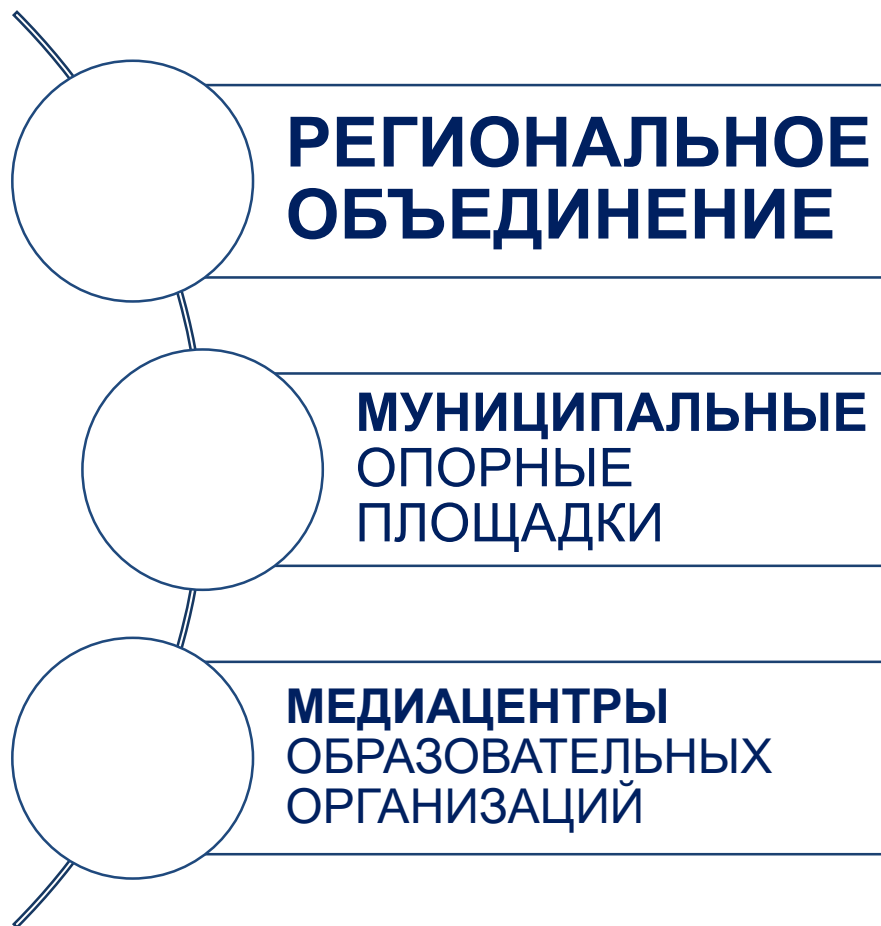 РЕГИОНАЛЬНОЕ
ОБЪЕДИНЕНИЕ
МУНИЦИПАЛЬНЫЕ
ОПОРНЫЕ
ПЛОЩАДКИ
МЕДИАЦЕНТРЫ
ОБРАЗОВАТЕЛЬНЫХ
ОРГАНИЗАЦИЙ